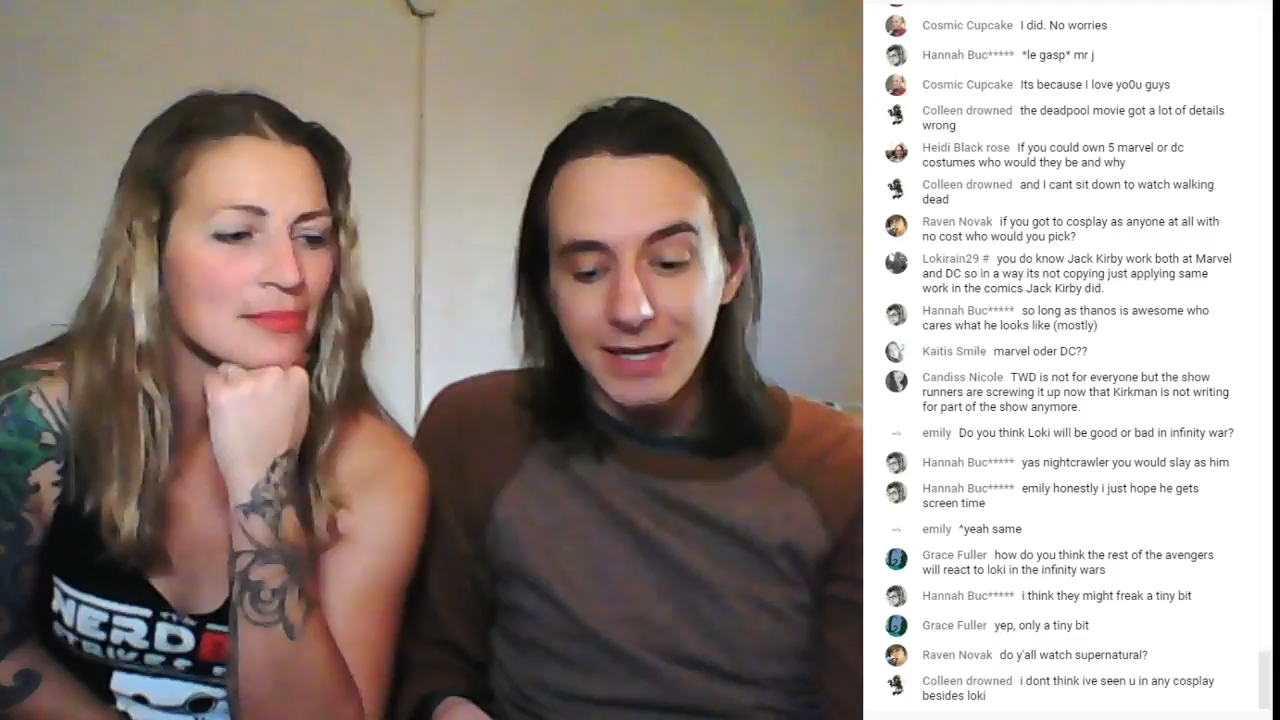 NERD
STRIKES
Cosmic Cupcake I did. No worries
Hannah Buc***** *le gasp* mr j
Cosmic Cupcake Its because I love yo0u guys
Colleen drowned the deadpool movie got a lot of details
wrong
Heidi Black rose If you could own 5 marvel or dc
costumes who would they be and why
Colleen drowned and I cant sit down to watch walking
dead
Raven Novak if you got to cosplay as anyone at all with
no cost who would you pick?
Lokirain29 # you do know Jack Kirby work both at Marvel
and DC so in a way its not copying just applying same
work in the comics Jack Kirby did.
Hannah Buc***** so long as thanos is awesome who
cares what he looks like (mostly)
Kaitis Smile marvel oder DC??
Candiss Nicole TWD is not for everyone but the show
runners are screwing it up now that Kirkman is not writing
for part of the show anymore.
emily Do you think Loki will be good or bad in infinity war?
Hannah Buc***** yas nightcrawler you would slay as him
Hannah Buc***** emily honestly i just hope he gets
screen time
emily ^yeah same
Grace Fuller how do you think the rest of the avengers
will react to loki in the infinity wars
Hannah Buc***** i think they might freak a tiny bit
Grace Fuller yep, only a tiny bit
Raven Novak do y'all watch supernatural?
Colleen drowned i dont think ive seen u in any cosplay
besides loki